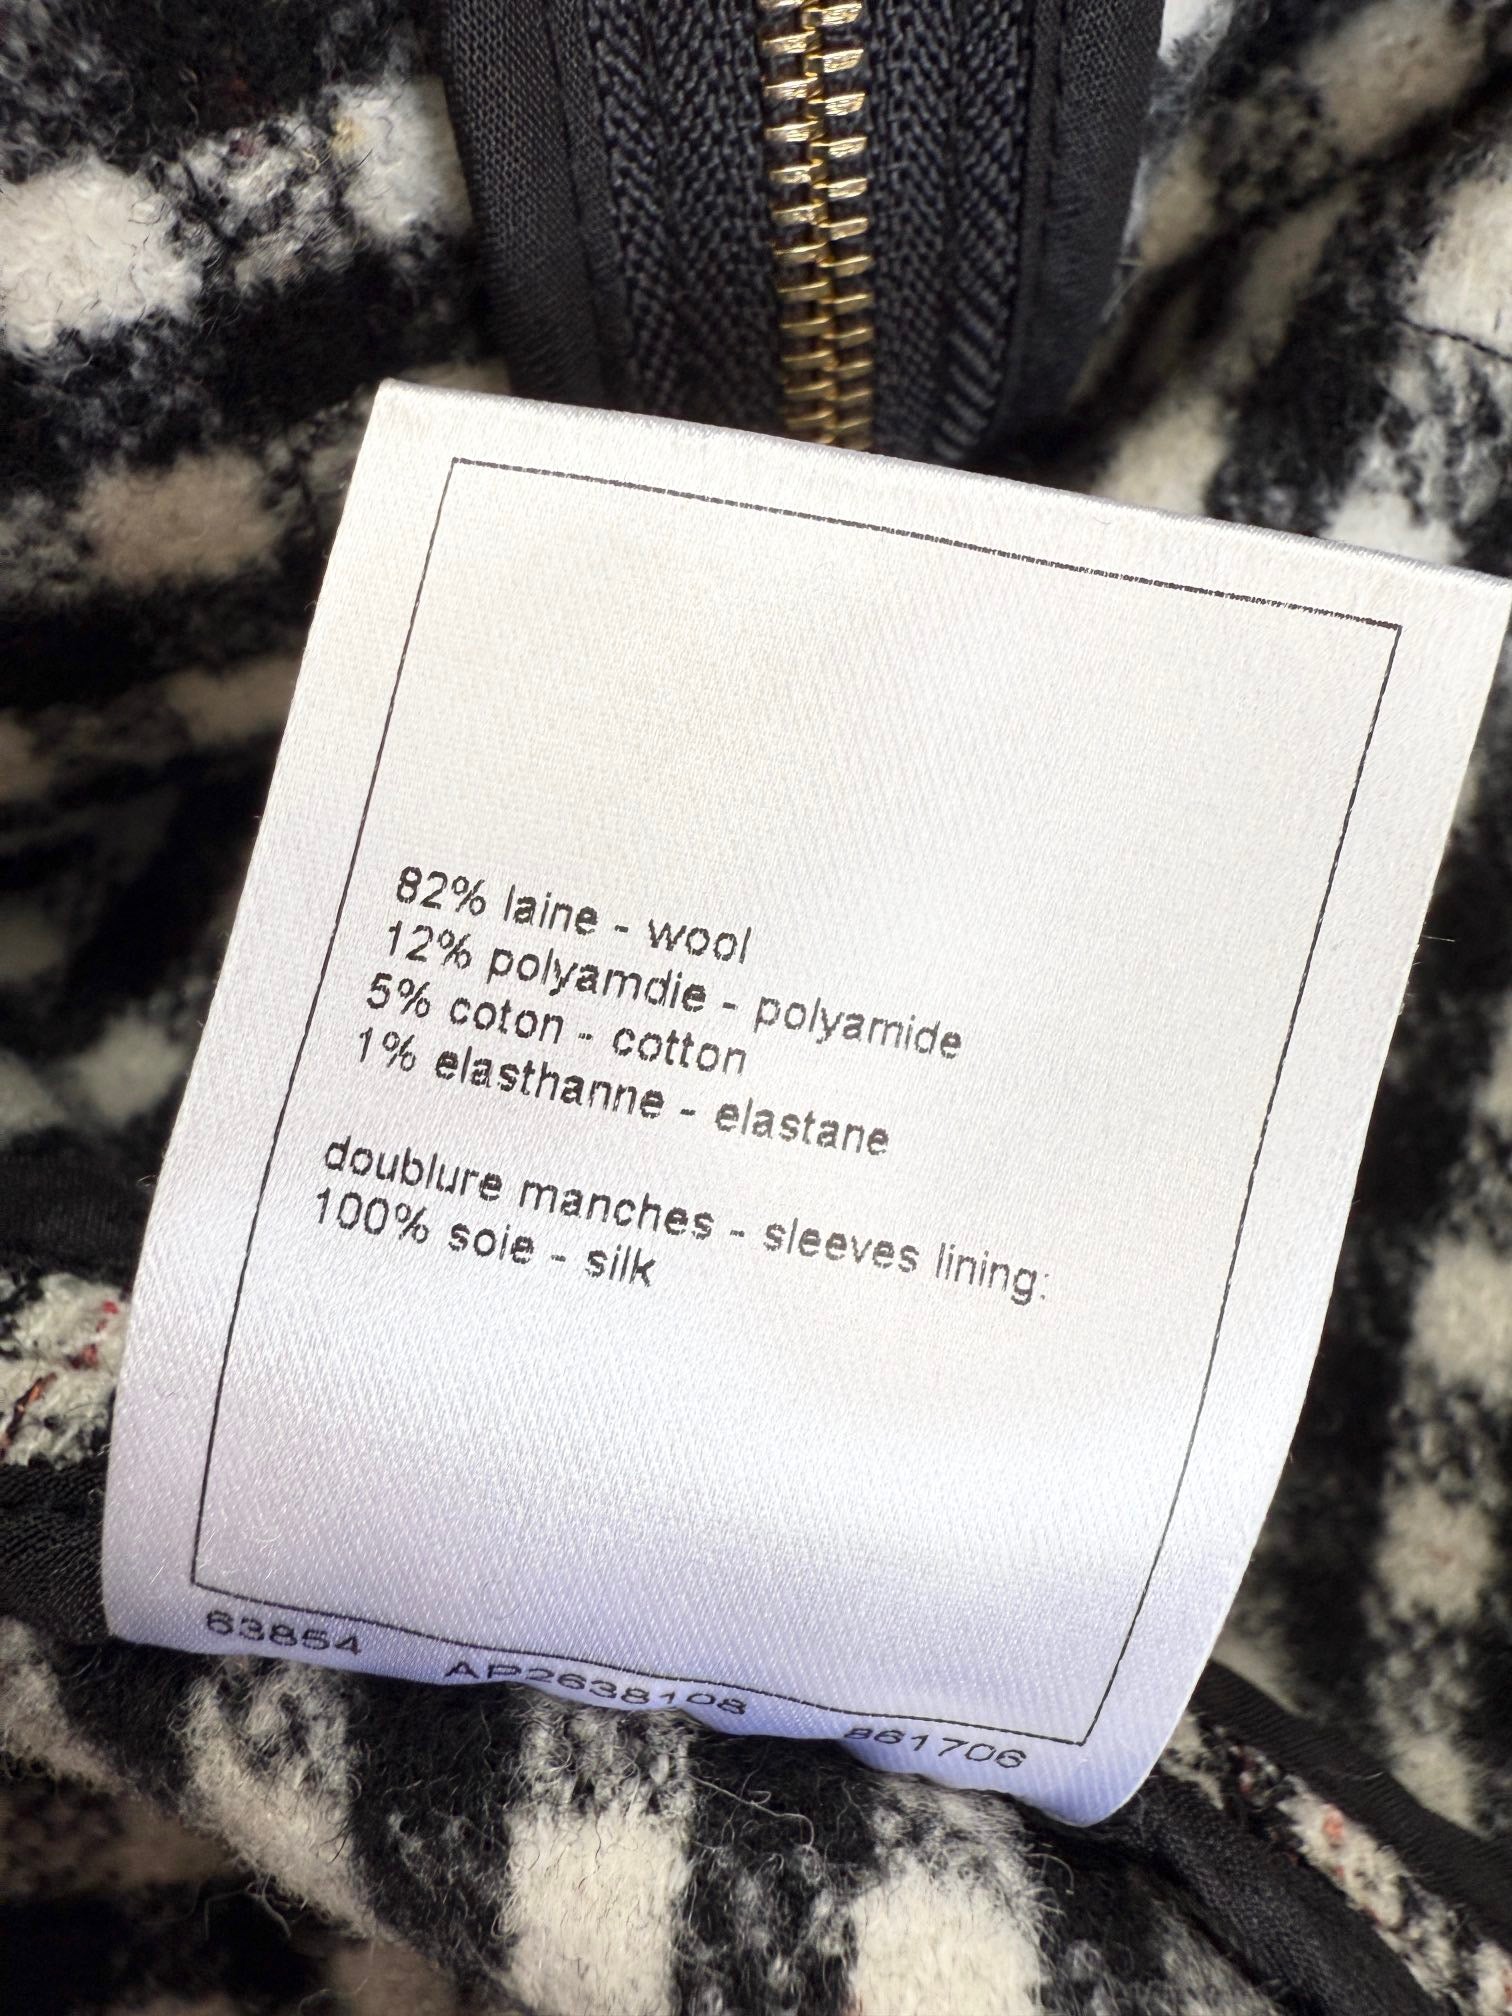 82% laine - wool
12% polyamdie - polyamide
5% coton - cotton
1% elasthanne - elastane
doublure manches - sleeves lining:
100% soie - silk
63854 AP2638108 861706